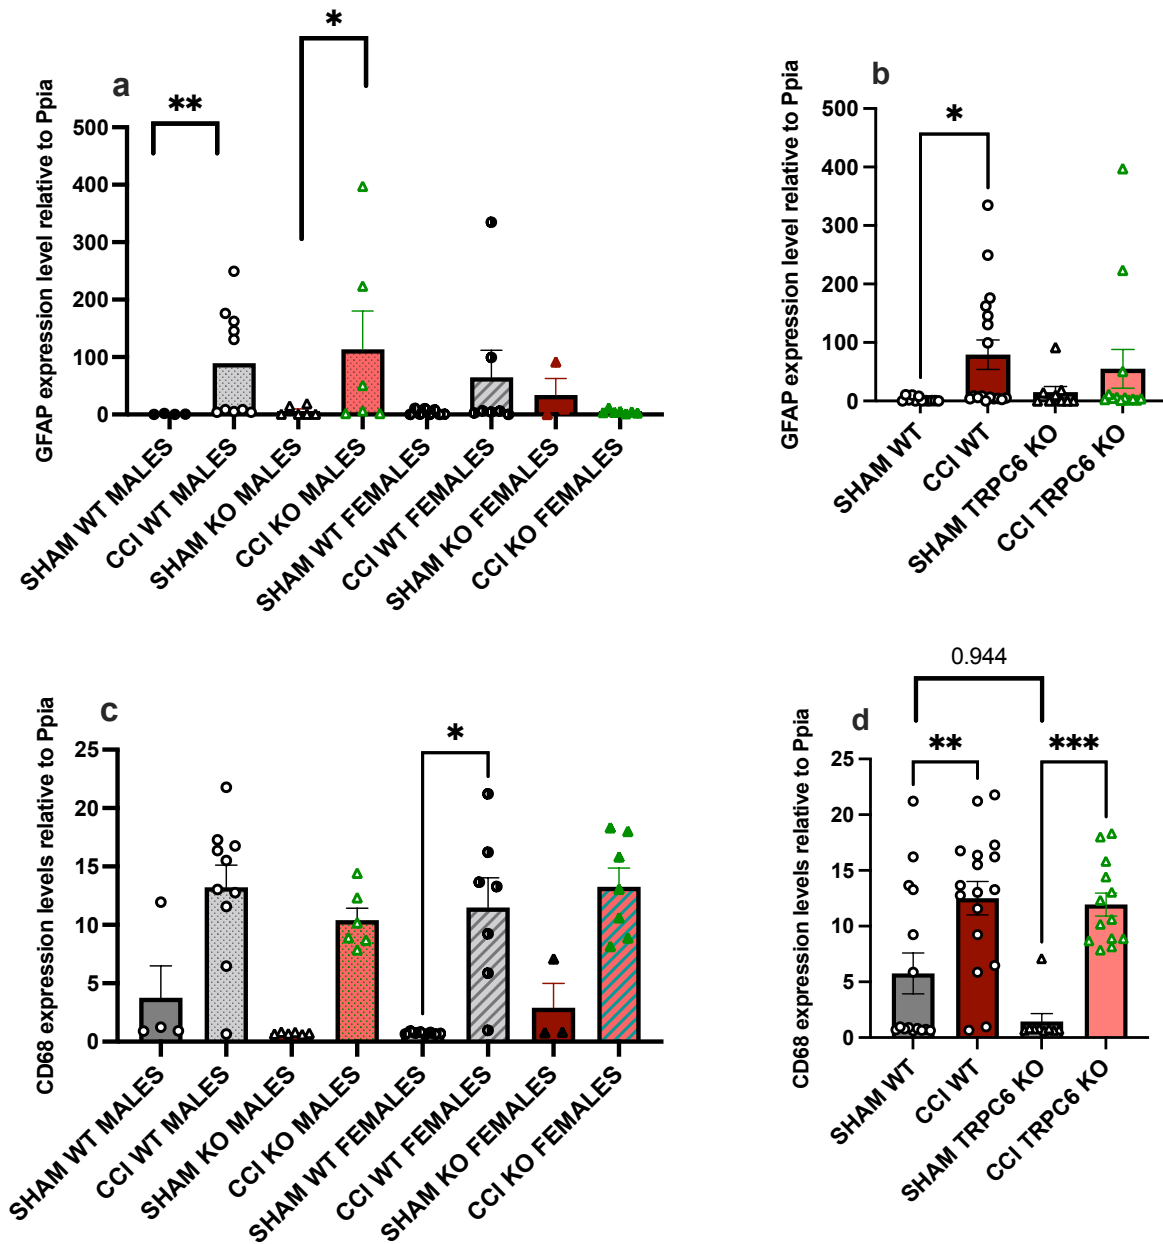 a
**
*
GFAP expression level relative to Ppia
500
400
300
200
100
0
SHAM WT MALES
CCI WT MALES
SHAM KO MALES
CCI KO MALES
SHAM WT FEMALES
CCI WT FEMALES
SHAM KO FEMALES
CCI KO FEMALES
b
*
GFAP expression level relative to Ppia
500
400
300
200
100
0
SHAM WT
CCI WT
SHAM TRPC6 KO
CCI TRPC6 KO
c
*
CD68 expression levels relative to Ppia
25
20
15
10
5
0
SHAM WT MALES
CCI WT MALES
SHAM KO MALES
CCI KO MALES
SHAM WT FEMALES
CCI WT FEMALES
SHAM KO FEMALES
CCI KO FEMALES
0.944
d
**
***
CD68 expression levels relative to Ppia
25
20
15
10
5
0
SHAM WT
CCI WT
SHAM TRPC6 KO
CCI TRPC6 KO